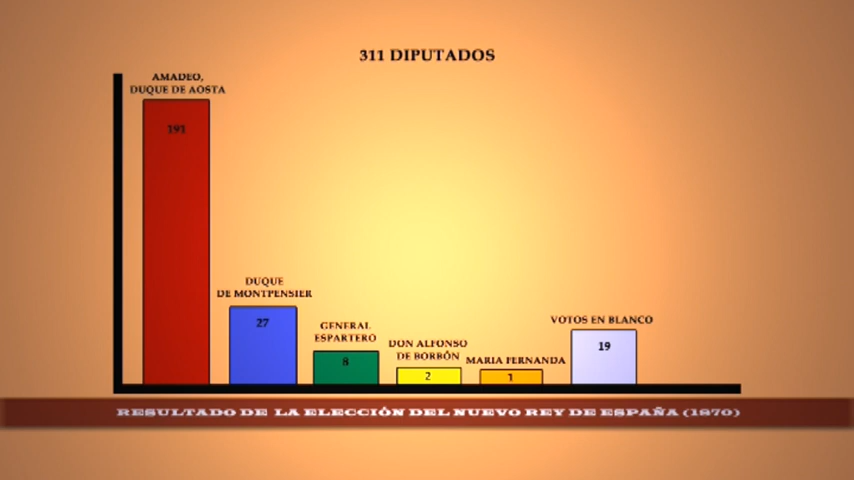 311 DIPUTADOS
AMADEO,
DUQUE DE AOSTA
191
DUQUE
DE MONTPENSIER
27
GENERAL
ESPARTERO
8
DON ALFONSO
DE BORBÓN
2
MARIA FERNANDA
1
VOTOS EN BLANCO
19
RESULTADO DE LA ELECCIÓN DEL NUEVO REY DE ESPAÑA (1870)